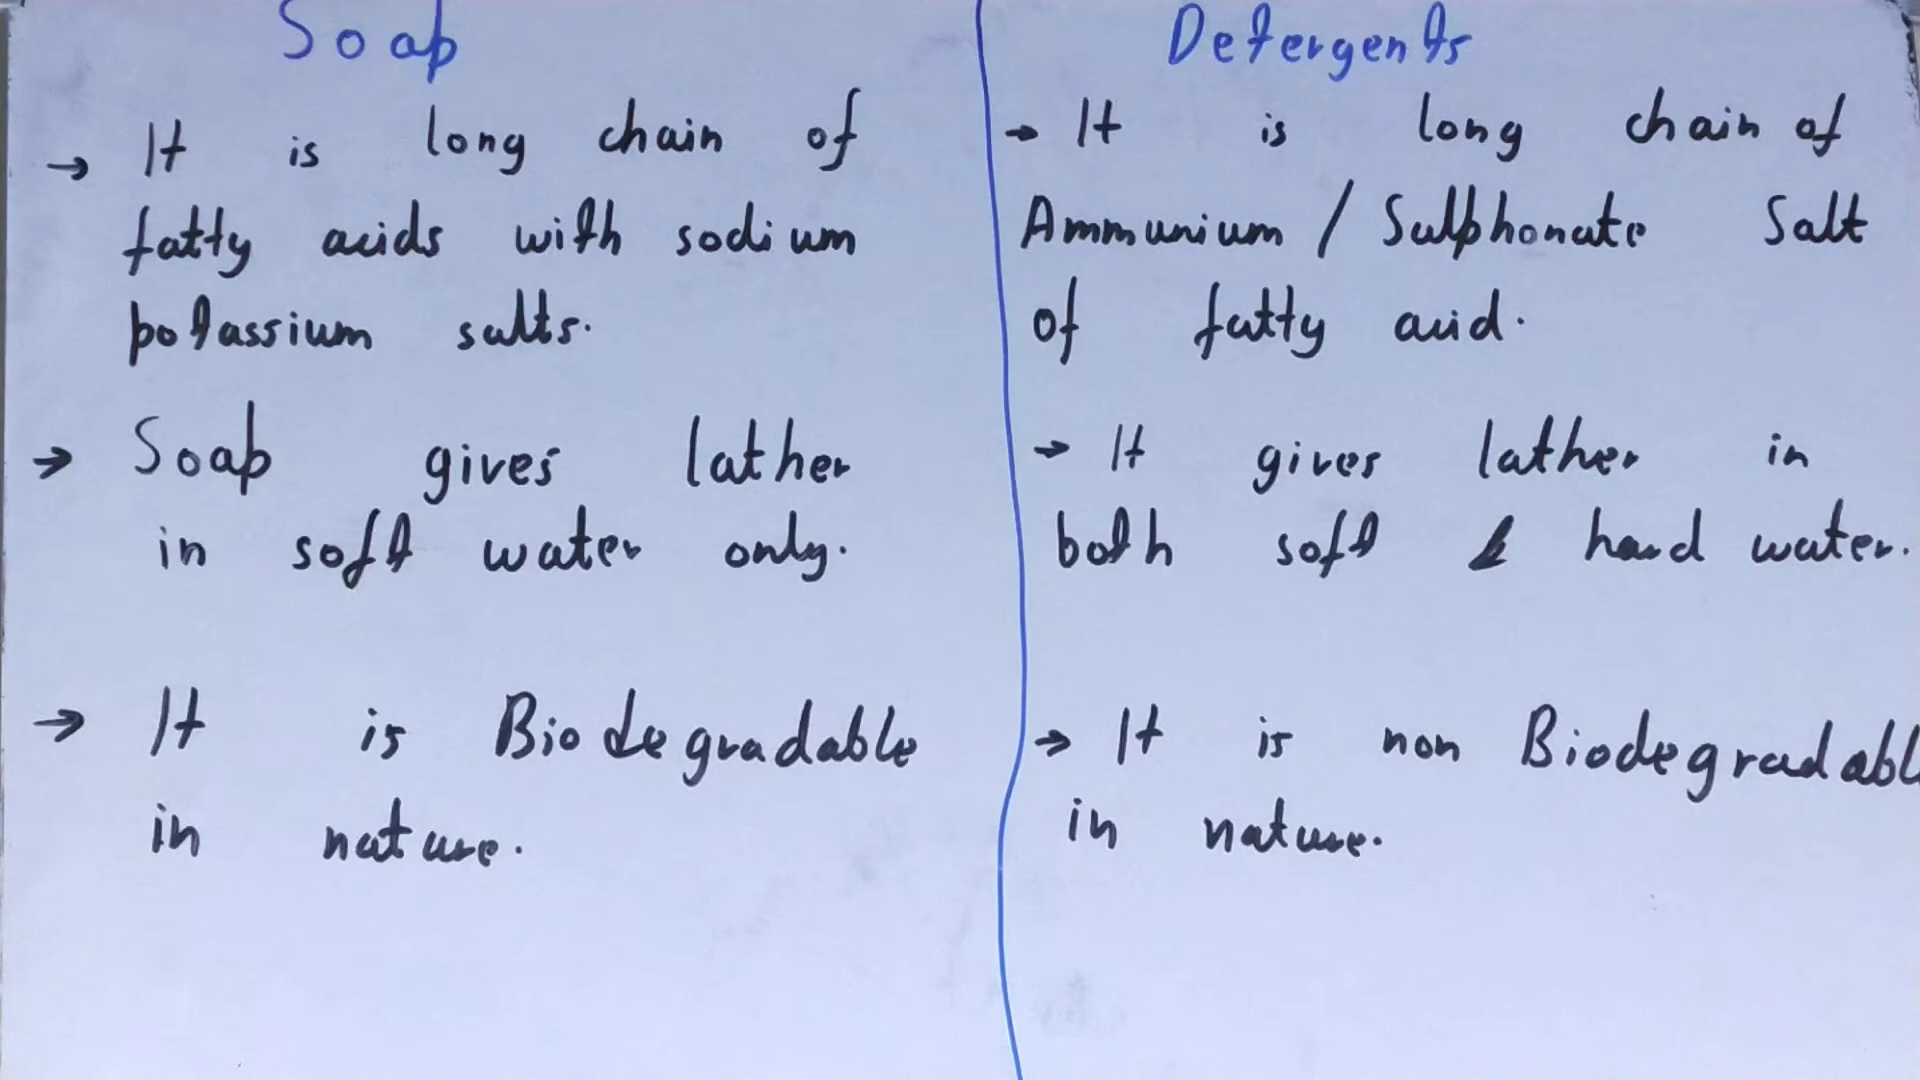 Soap
→ It is long chain of
fatty acids with sodium
potassium salts.
→ Soap gives lather
in soft water only.
→ It is Biodegradable
in nature.
Detergents
→ It is long chain of
Ammunium / Sulphonate Salt
of fatty acid.
→ It gives lather in
both soft & hard water.
→ It is non Biodegradabl
in nature.